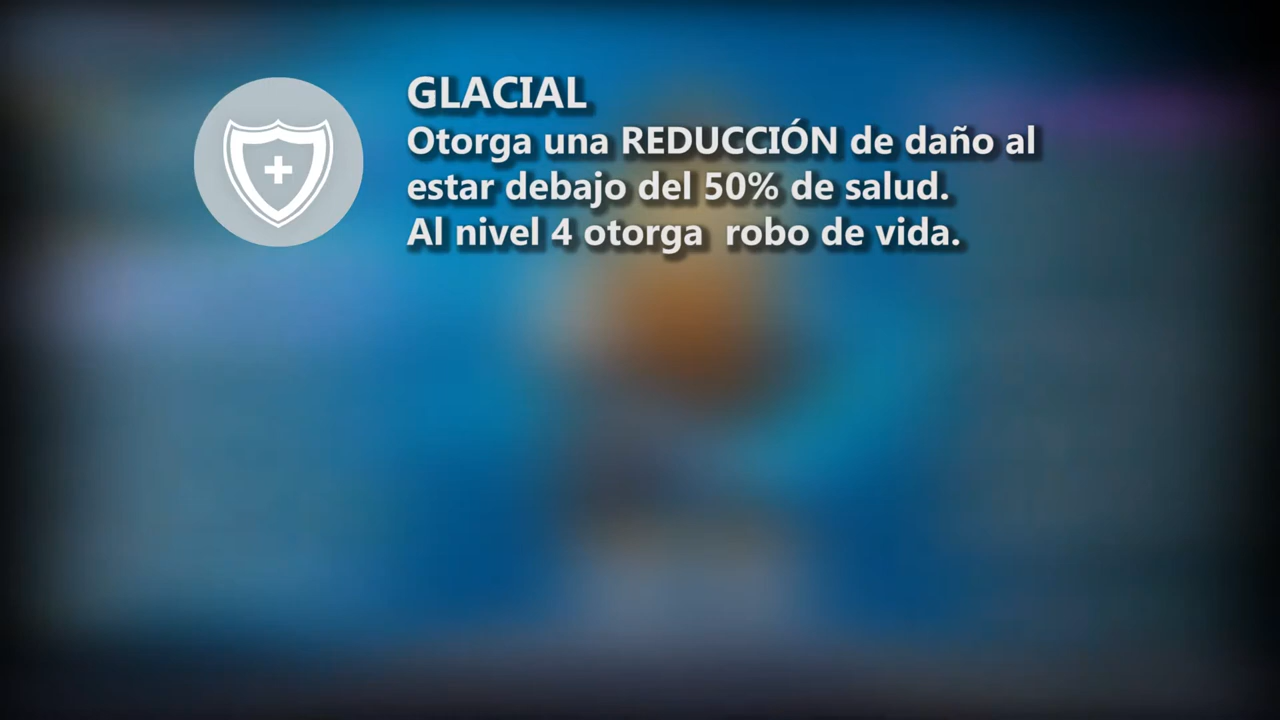 GLACIAL
Otorga una REDUCCIÓN de daño al
estar debajo del 50% de salud.
Al nivel 4 otorga  robo de vida.